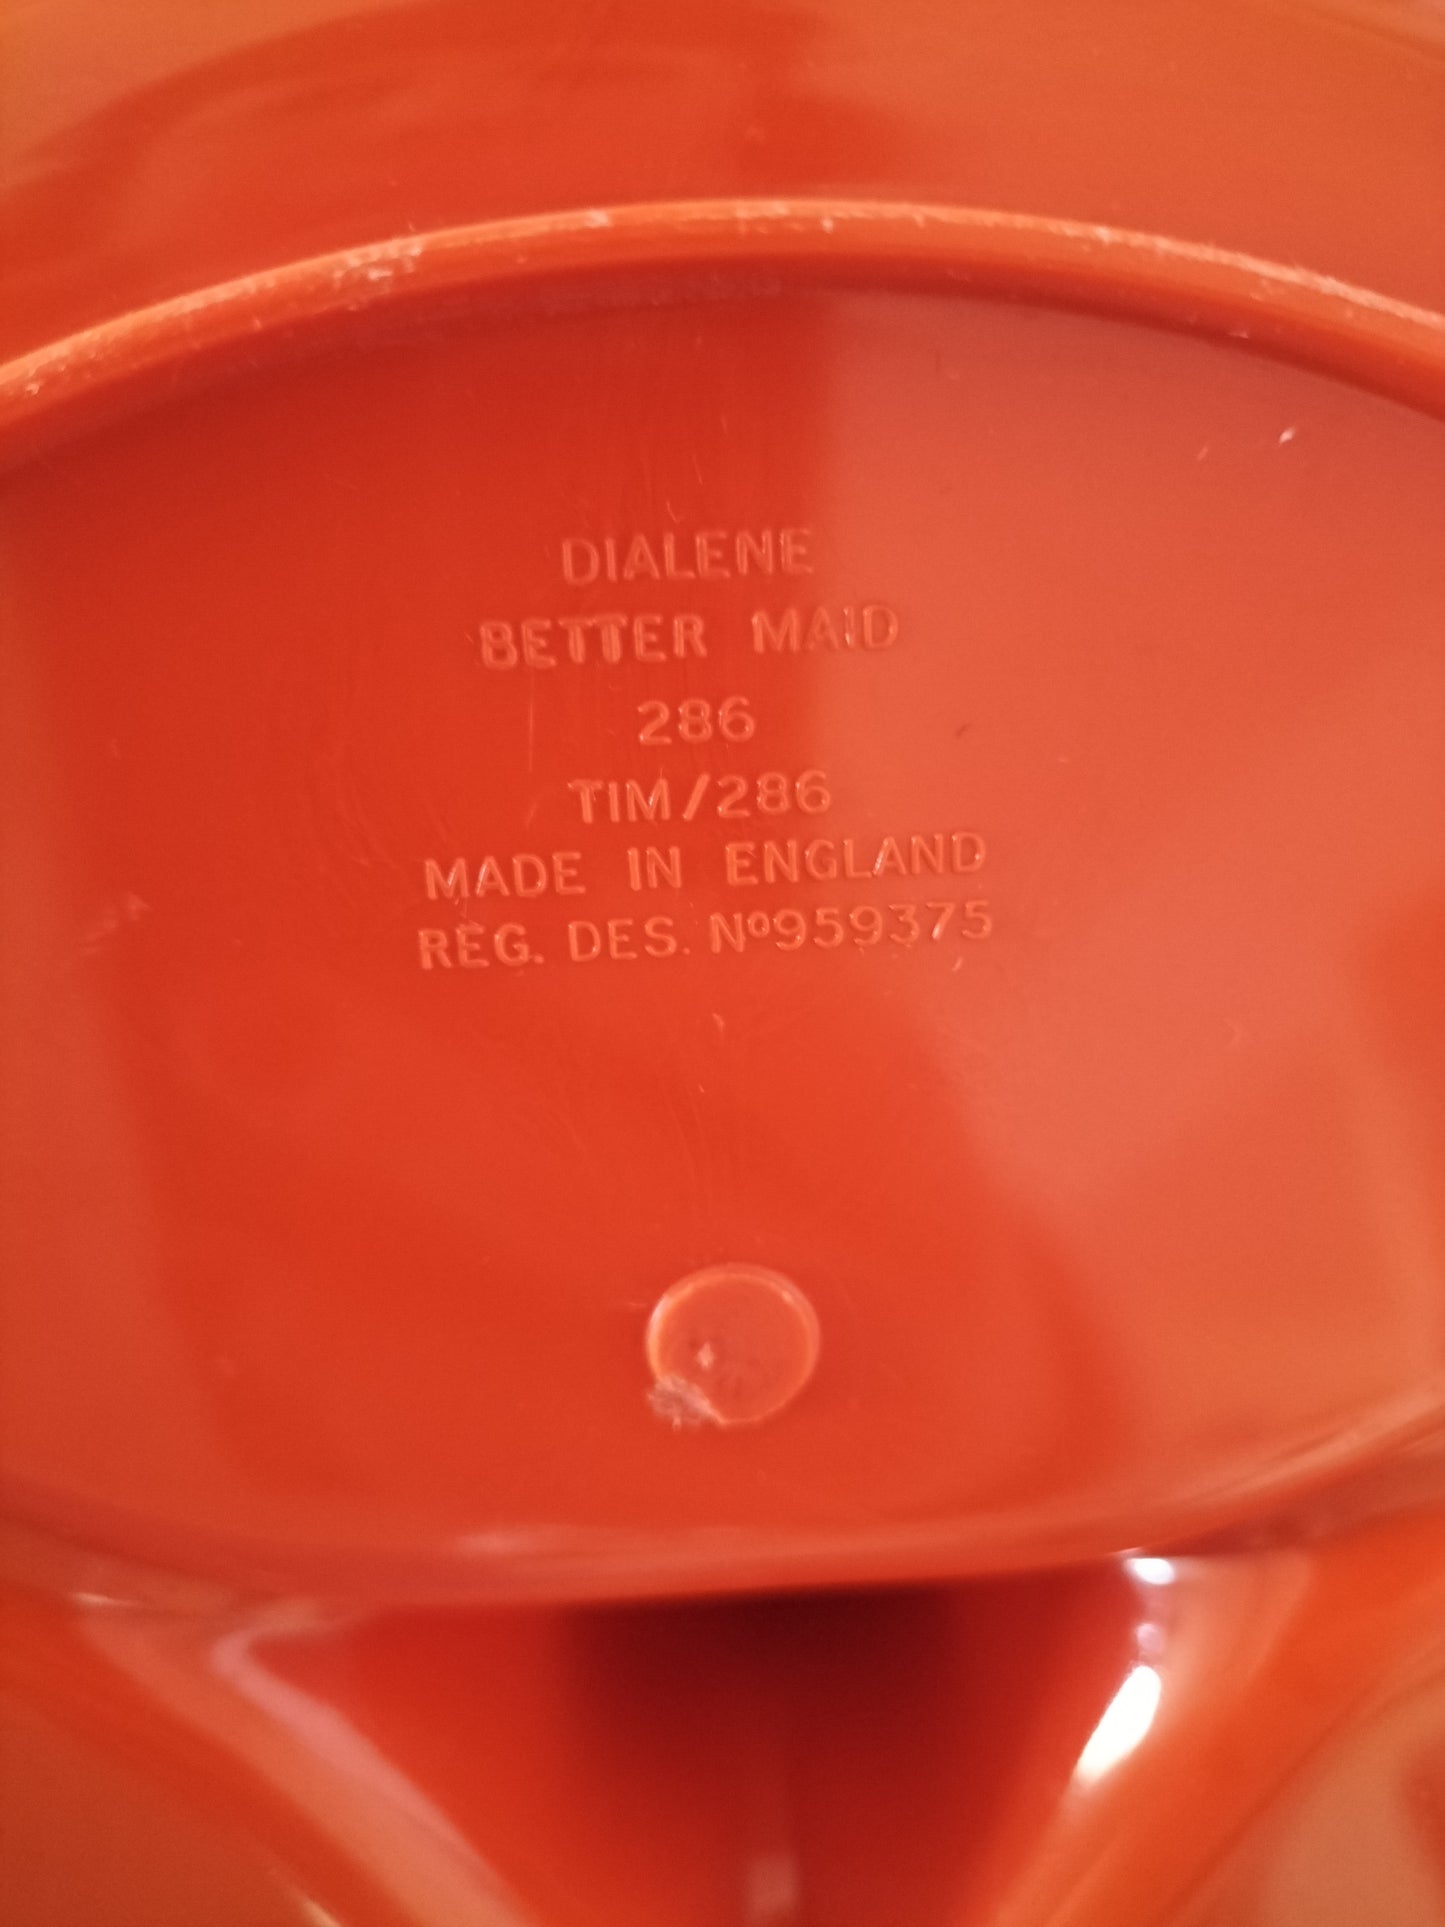 DIALENE
BETTER MAID
286
TIM/286
MADE IN ENGLAND
REG. DES. Nº959375